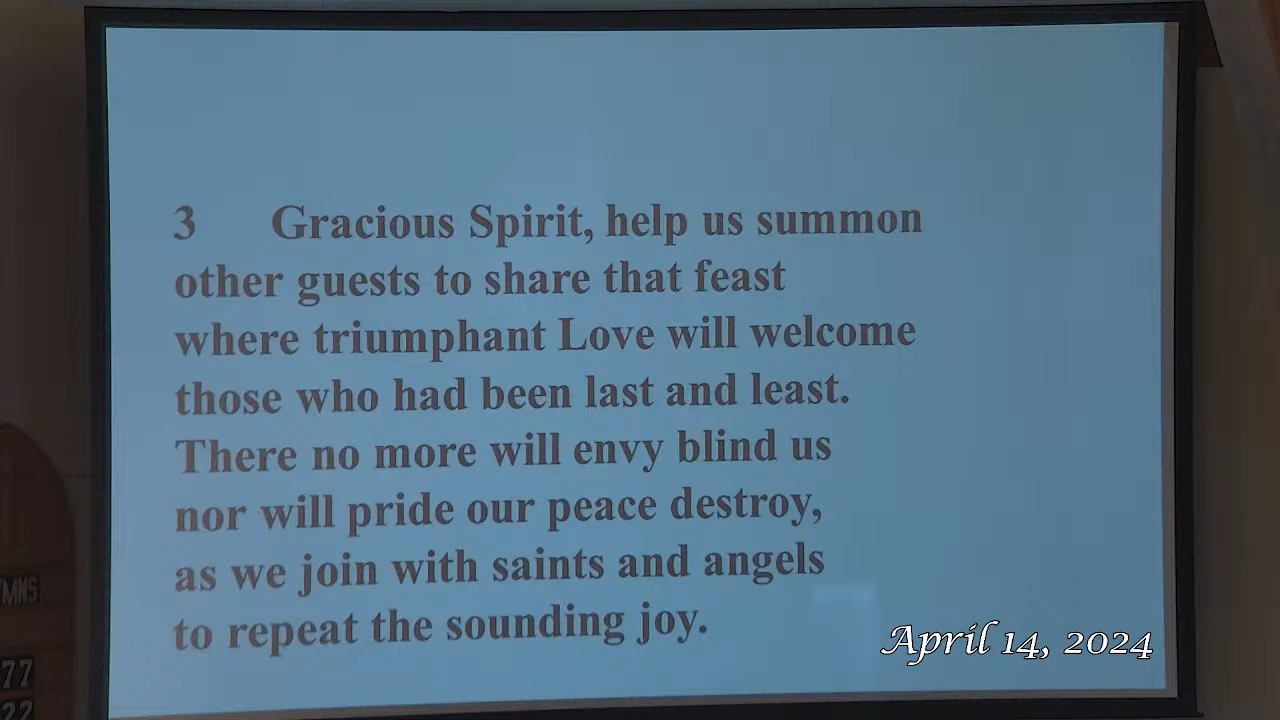 3 Gracious Spirit, help us summon
other guests to share that feast
where triumphant Love will welcome
those who had been last and least.
There no more will envy blind us
nor will pride our peace destroy,
as we join with saints and angels
to repeat the sounding joy.
April 14, 2024
77
22